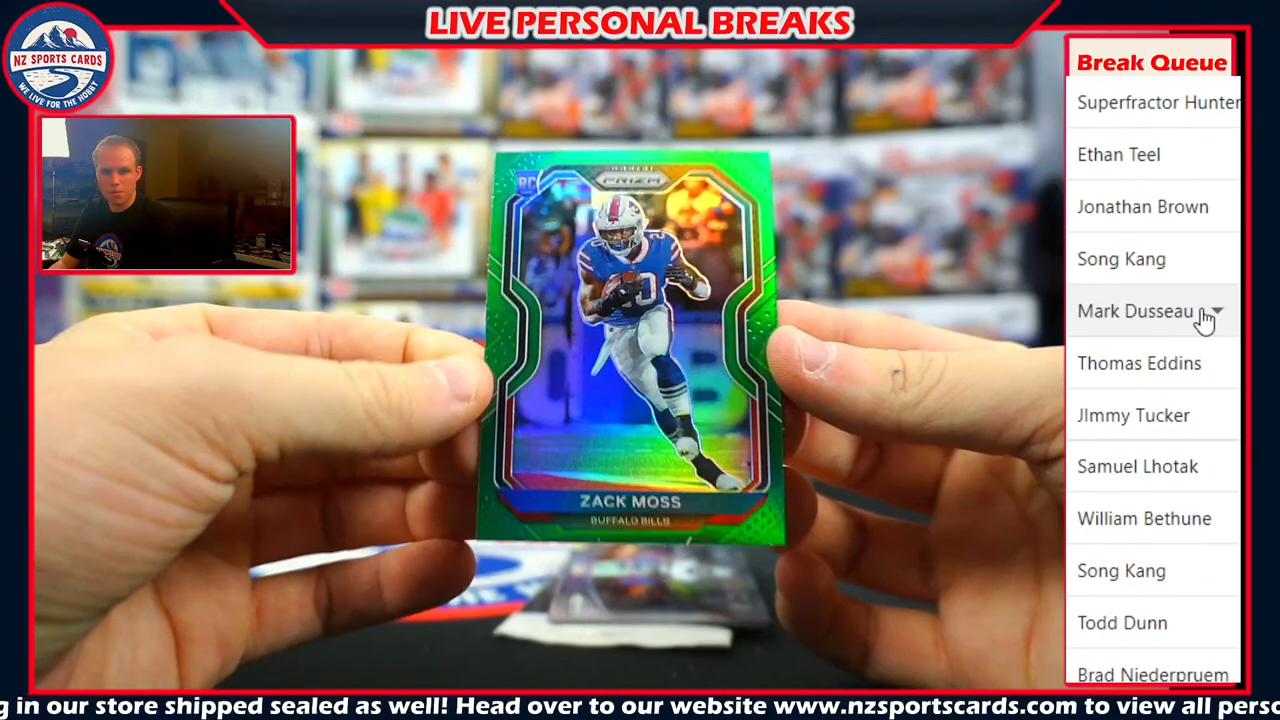 LIVE PERSONAL BREAKS
NZ SPORTS CARDS
WE LIVE FOR THE HOBBY
Break Queue
Superfractor Hunter
Ethan Teel
Jonathan Brown
Song Kang
Mark Dusseau
Thomas Eddins
JImmy Tucker
Samuel Lhotak
William Bethune
Song Kang
Todd Dunn
Brad Niederpruem
RC
PRIZM
20
ZACK MOSS
BUFFALO BILLS
g in our store shipped sealed as well! Head over to our website www.nzsportscards.com to view all perso